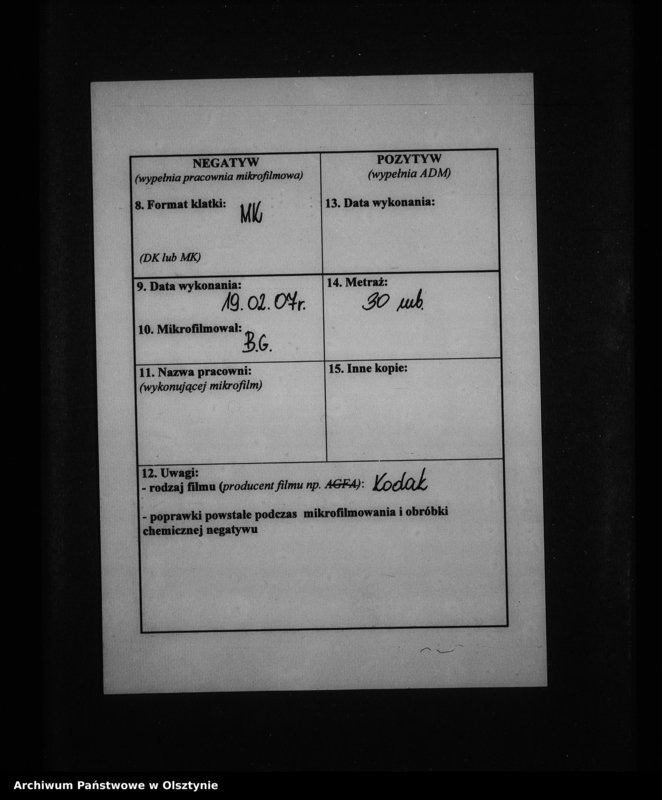 NEGATYW
(wypełnia pracownia mikrofilmowa)
8. Format klatki: MK
(DK lub MK)
POZYTYW
(wypełnia ADM)
13. Data wykonania:
9. Data wykonania:
19.02.07r.
10. Mikrofilmował:
B.G.
14. Metraż:
30 mb.
11. Nazwa pracowni:
(wykonującej mikrofilm)
15. Inne kopie:
12. Uwagi:
- rodzaj filmu (producent filmu np. AGFA): Kodak
- poprawki powstałe podczas mikrofilmowania i obróbki
chemicznej negatywu
Archiwum Państwowe w Olsztynie